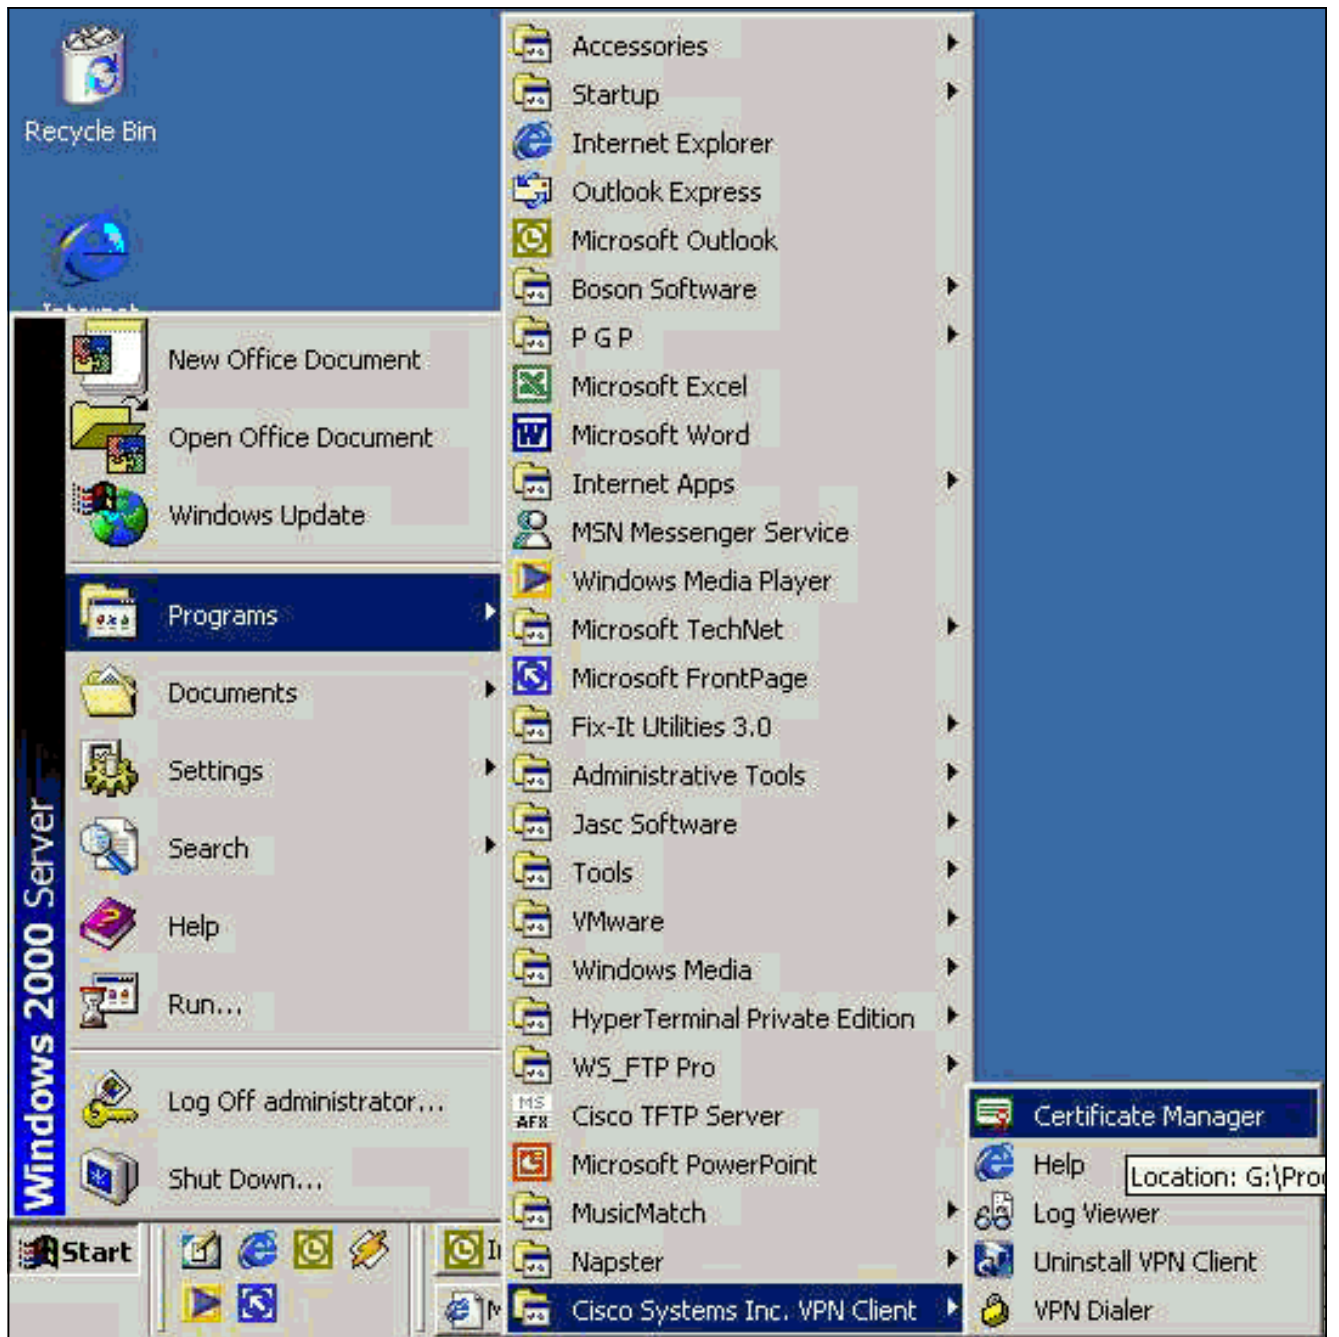 Recycle Bin
New Office Document
Open Office Document
Windows Update
Programs
Documents
Settings
Search
Help
Run...
Log Off administrator...
Shut Down...
Windows 2000 Server
Start
Accessories
Startup
Internet Explorer
Outlook Express
Microsoft Outlook
Boson Software
P G P
Microsoft Excel
Microsoft Word
Internet Apps
MSN Messenger Service
Windows Media Player
Microsoft TechNet
Microsoft FrontPage
Fix-It Utilities 3.0
Administrative Tools
Jasc Software
Tools
VMware
Windows Media
HyperTerminal Private Edition
WS_FTP Pro
MS
AFX
Cisco TFTP Server
Microsoft PowerPoint
MusicMatch
Napster
Cisco Systems Inc. VPN Client
Certificate Manager
Help
Location: G:\Pro
Log Viewer
Uninstall VPN Client
VPN Dialer